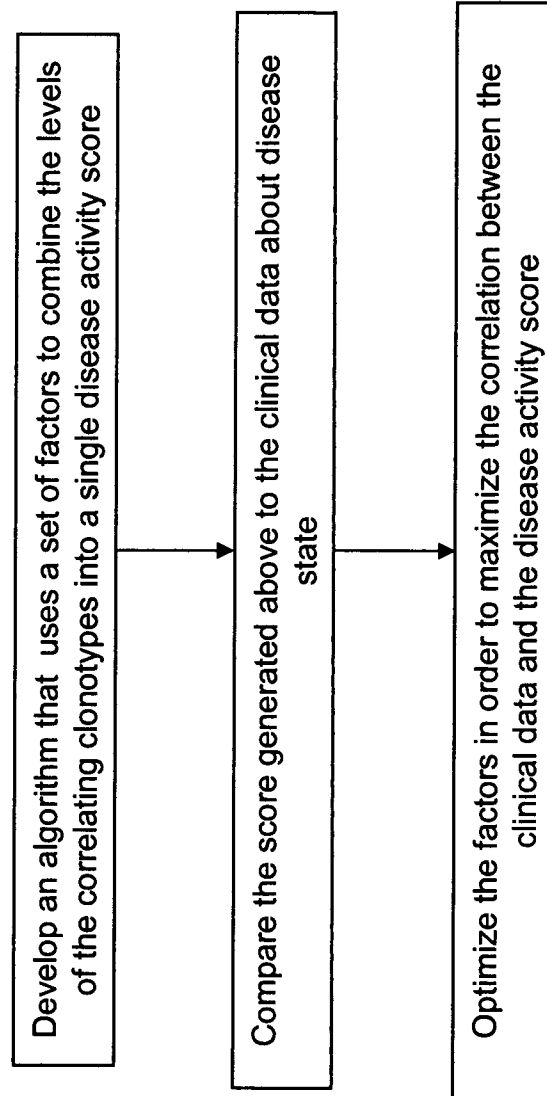 Develop an algorithm that uses a set of factors to combine the levels
of the correlating clonotypes into a single disease activity score
Compare the score generated above to the clinical data about disease
state
Optimize the factors in order to maximize the correlation between the
clinical data and the disease activity score